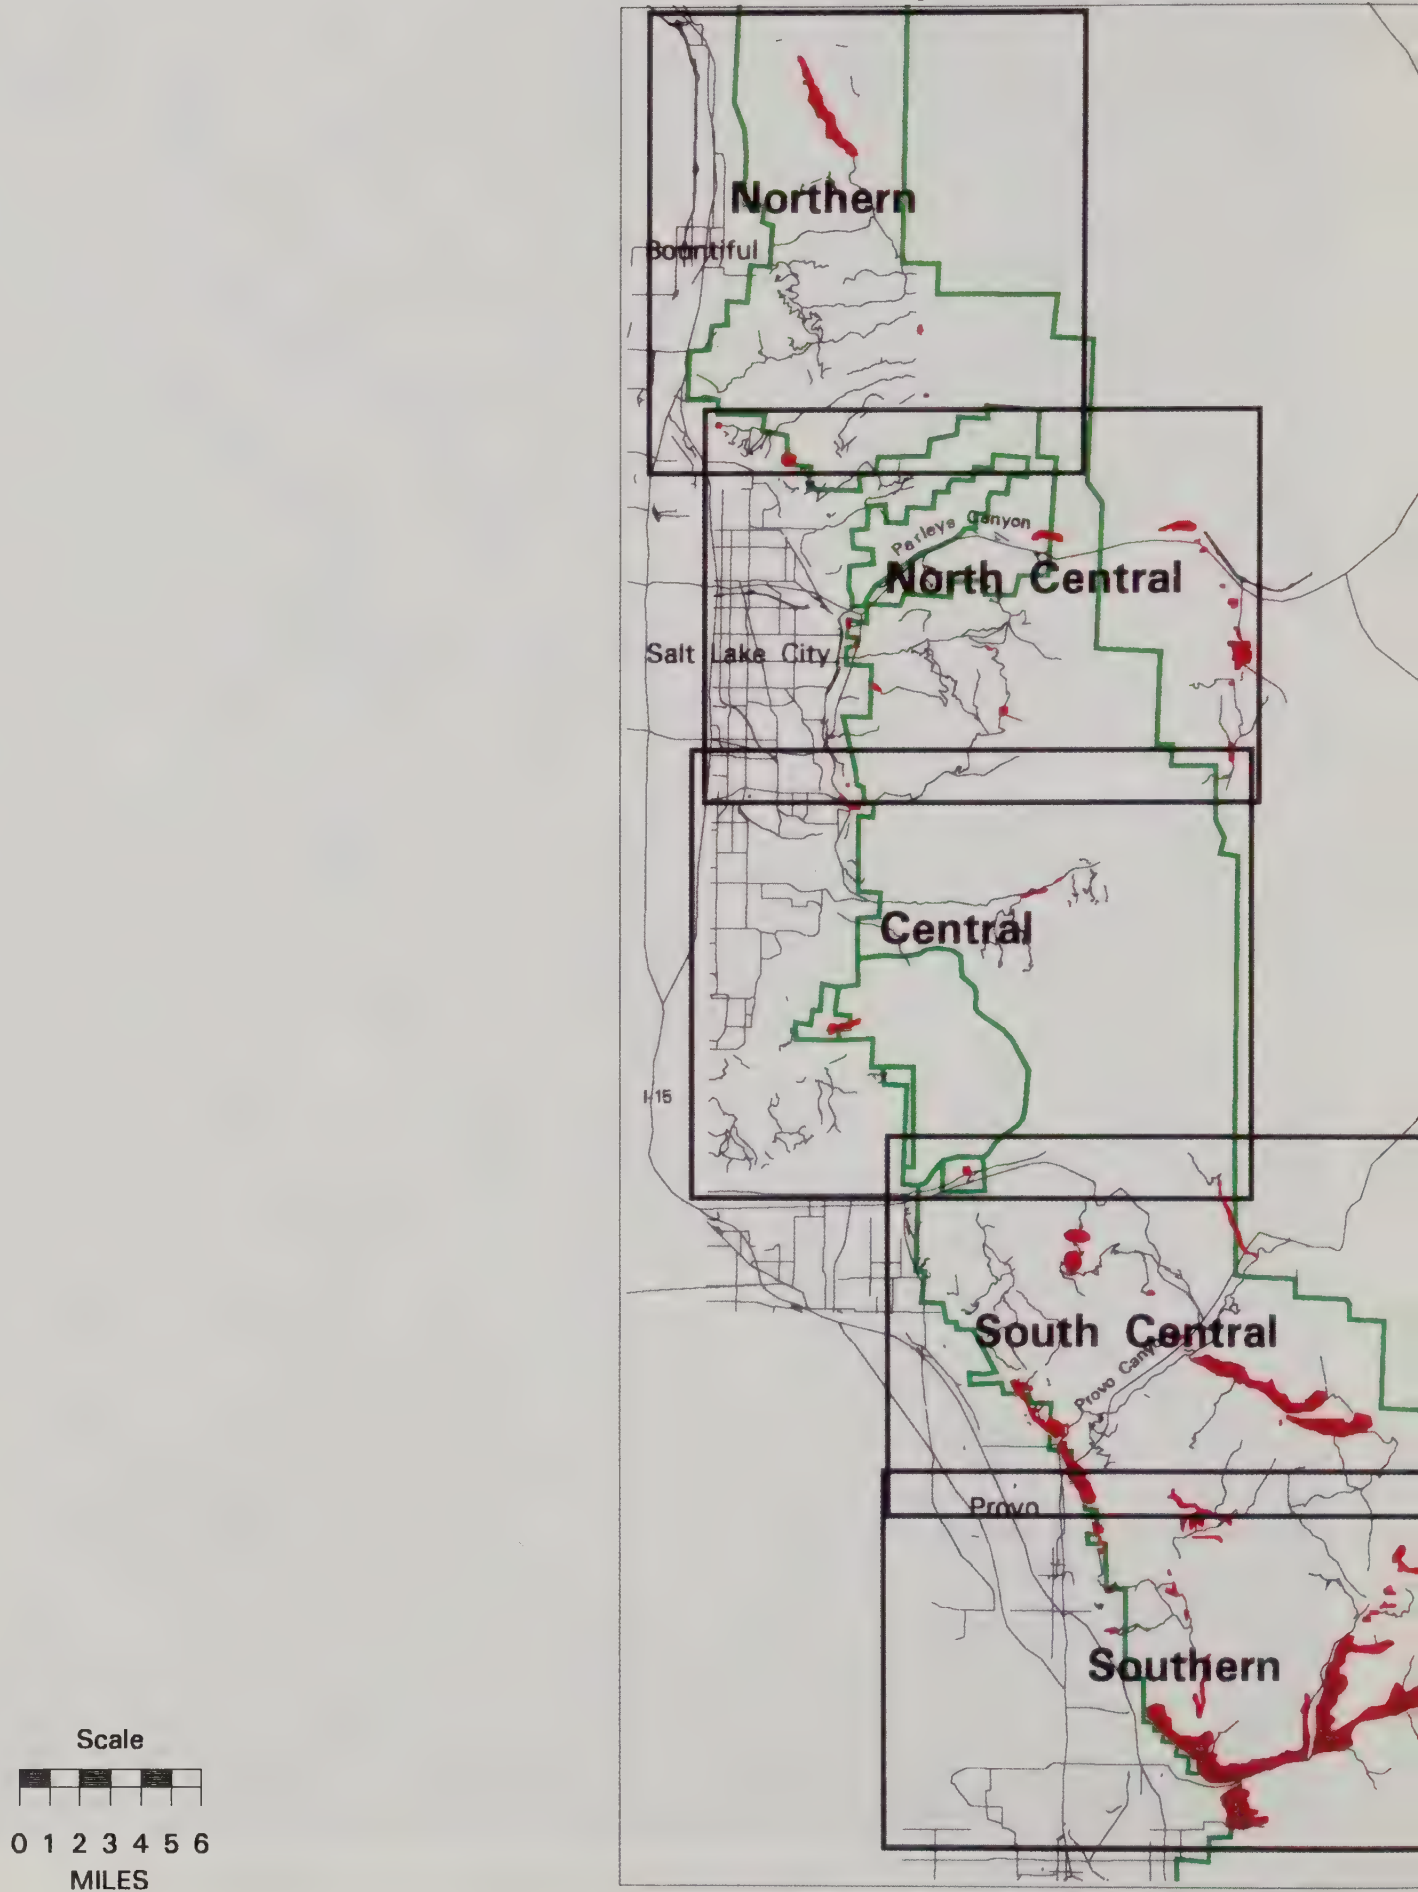 Northern
Bountiful
Parleys Canyon
North Central
Salt Lake City
Central
I-15
South Central
Provo Canyon
Provo
Southern
Scale
0 1 2 3 4 5 6
MILES